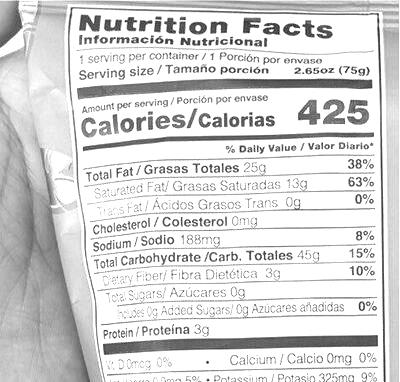 Nutrition Facts
Información Nutricional
1 serving per container / 1 Porción por envase
Serving size / Tamaño porción 2.65oz (75g)
Amount per serving / Porción por envase
Calories/Calorías 425
% Daily Value / Valor Diario*
Total Fat / Grasas Totales 25g 38%
Saturated Fat/ Grasas Saturadas 13g 63%
Trans Fat / Ácidos Grasos Trans 0g 0%
Cholesterol / Colesterol 0mg
Sodium / Sodio 188mg 8%
Total Carbohydrate /Carb. Totales 45g 15%
Dietary Fiber/ Fibra Dietética 3g 10%
Total Sugars/ Azúcares 0g
Includes 0g Added Sugars/ 0g Azúcares añadidas 0%
Protein / Proteína 3g
Vit. D 0mcg 0% • Calcium / Calcio 0mg 0%
5% • Potassium / Potasio 325mg 9%